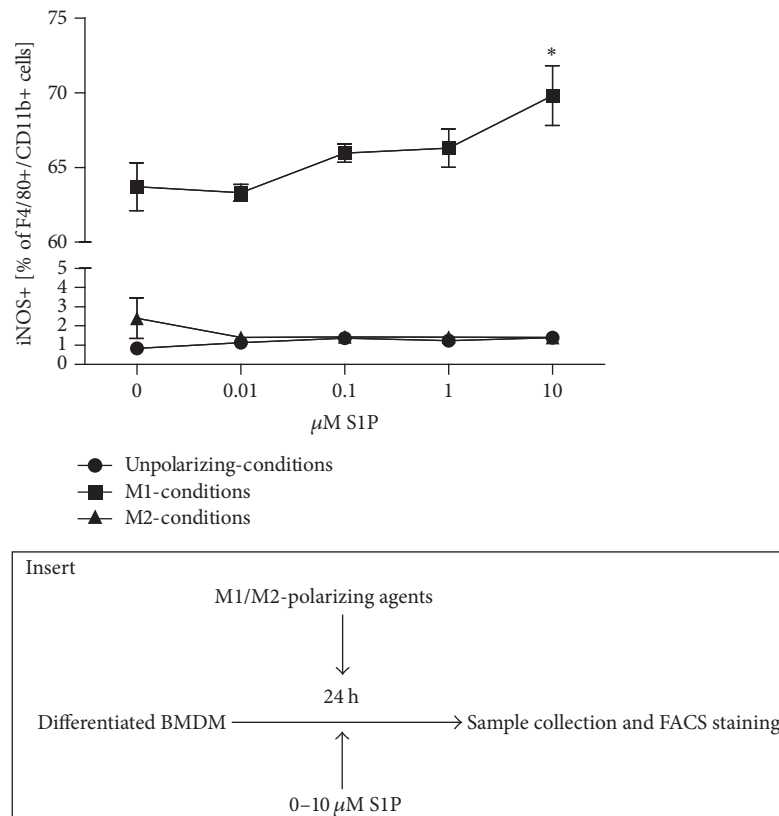 iNOS+ [% of F4/80+/CD11b+ cells]
75
70
65
60
5
4
3
2
1
0
*
0 0.01 0.1 1 10
μM S1P
Unpolarizing-conditions
M1-conditions
M2-conditions
Insert
M1/M2-polarizing agents
24 h
Differentiated BMDM
Sample collection and FACS staining
0–10 μM S1P